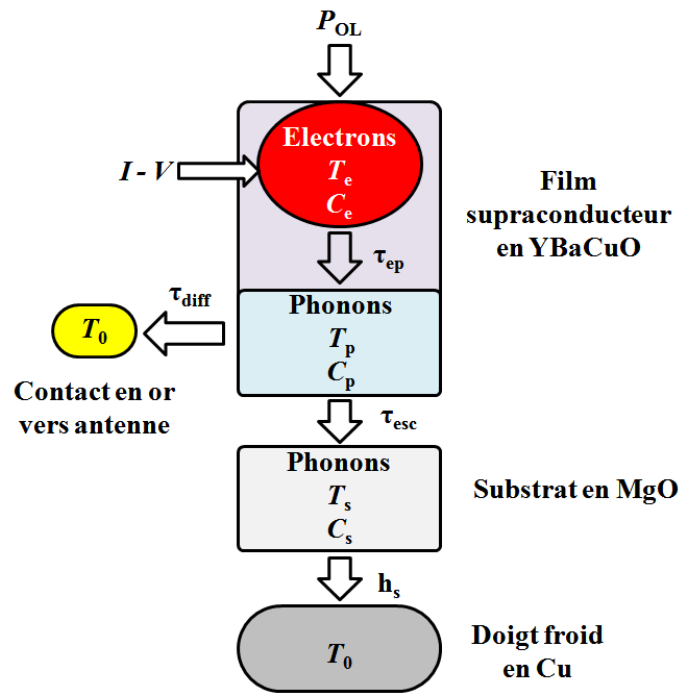 P_OL
Electrons
T_e
C_e
I - V
τ_ep
Film
supraconducteur
en YBaCuO
Phonons
T_p
C_p
τ_diff
T_0
Contact en or
vers antenne
τ_esc
Phonons
T_s
C_s
Substrat en MgO
h_s
T_0
Doigt froid
en Cu